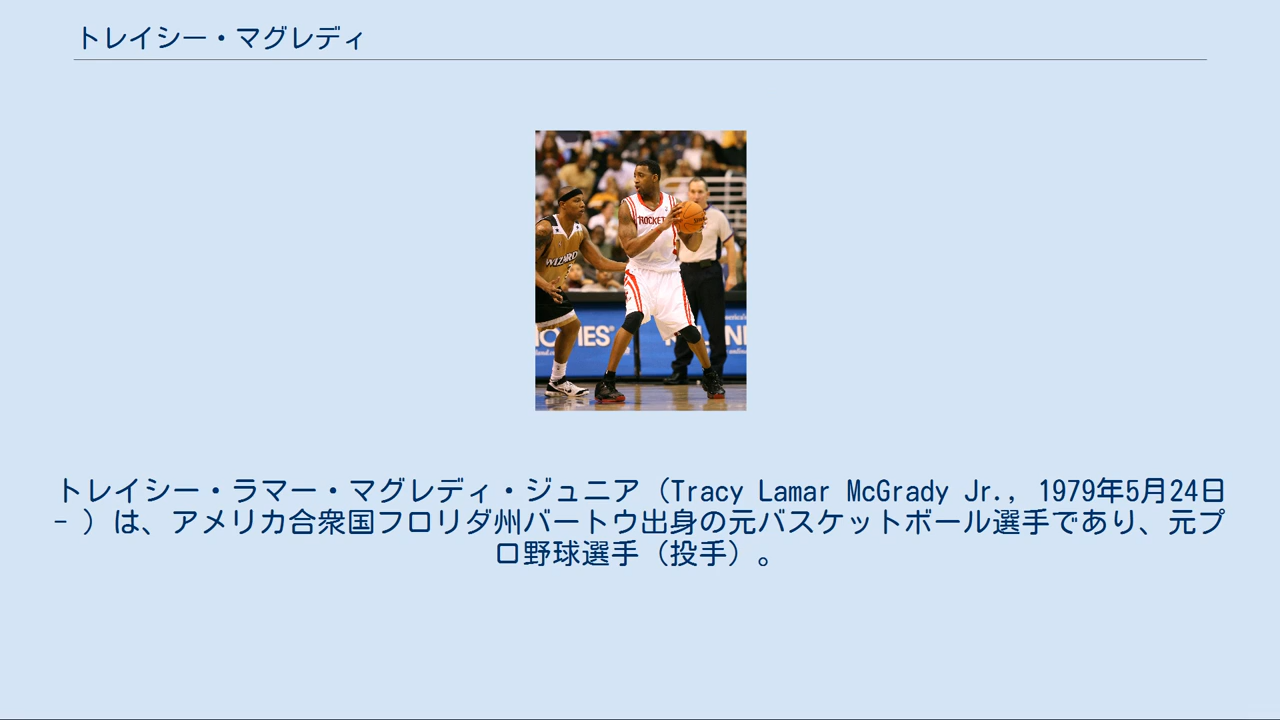 トレイシー・マグレディ
ROCKET
WIZARD
トレイシー・ラマー・マグレディ・ジュニア（Tracy Lamar McGrady Jr., 1979年5月24日
- ）は、アメリカ合衆国フロリダ州バートウ出身の元バスケットボール選手であり、元プ
ロ野球選手（投手）。